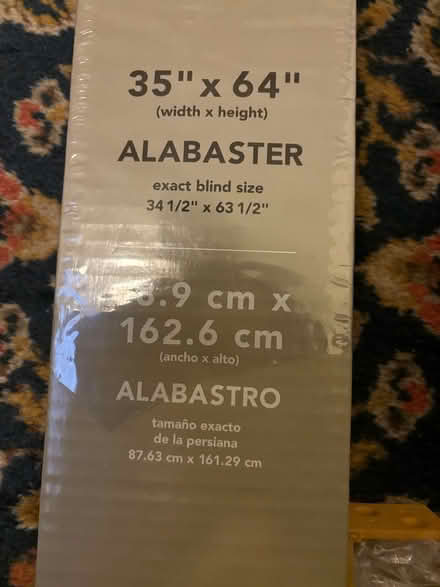 35" x 64"
(width x height)
ALABASTER
exact blind size
34 1/2" x 63 1/2"
8.9 cm x
162.6 cm
(ancho x alto)
ALABASTRO
tamaño exacto
de la persiana
87.63 cm x 161.29 cm